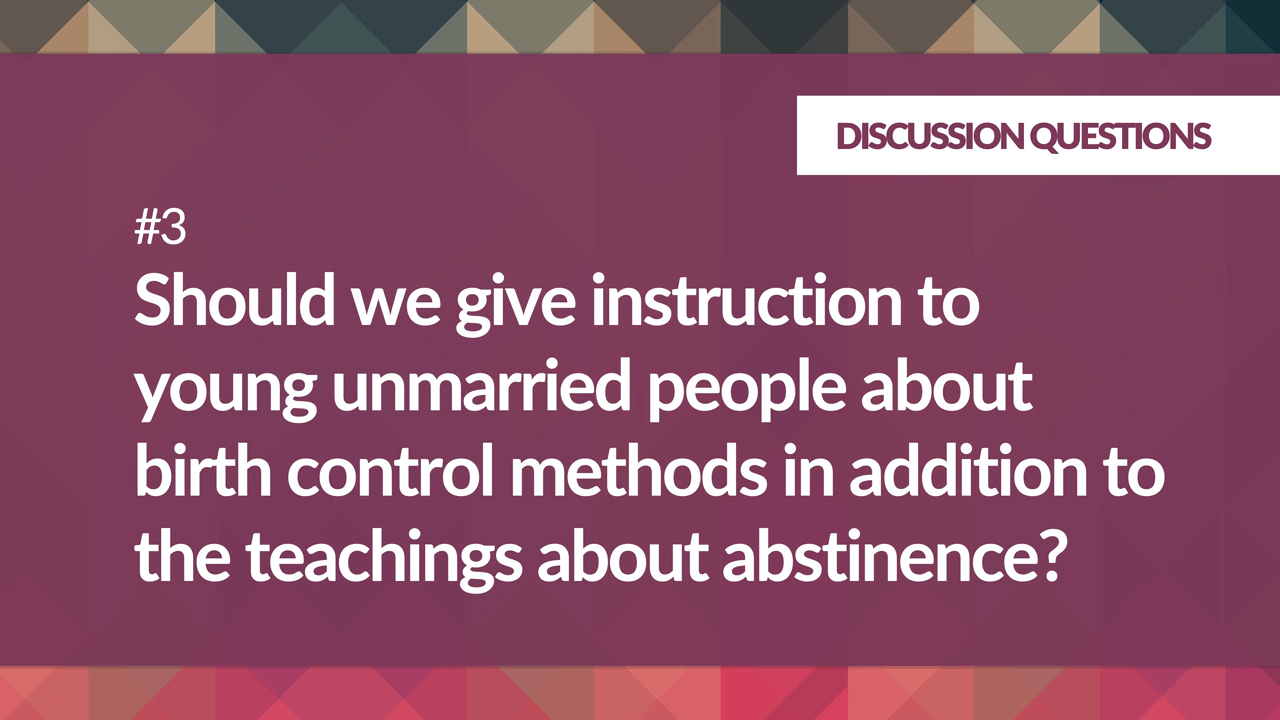 DISCUSSION QUESTIONS
#3
Should we give instruction to
young unmarried people about
birth control methods in addition to
the teachings about abstinence?